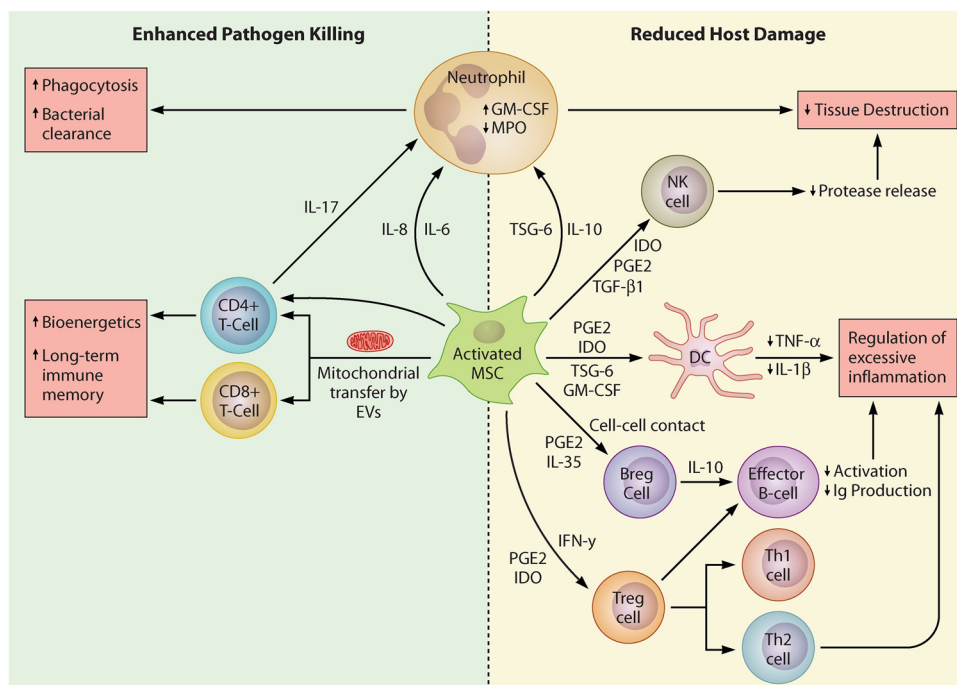 Enhanced Pathogen Killing
Reduced Host Damage
↑ Phagocytosis
↑ Bacterial
clearance
Neutrophil
↑ GM-CSF
↓ MPO
↓ Tissue Destruction
NK
cell
↓ Protease release
IL-17
IL-8
IL-6
TSG-6
IL-10
IDO
PGE2
TGF-β1
CD4+
T-Cell
↑ Bioenergetics
↑ Long-term
immune
memory
CD8+
T-Cell
Mitochondrial
transfer by
EVs
Activated
MSC
PGE2
IDO
TSG-6
GM-CSF
DC
↓ TNF-α
↓ IL-1β
Regulation of
excessive
inflammation
Cell-cell contact
PGE2
IL-35
Breg
Cell
IL-10
Effector
B-cell
↓ Activation
↓ Ig Production
IFN-y
PGE2
IDO
Treg
cell
Th1
cell
Th2
cell